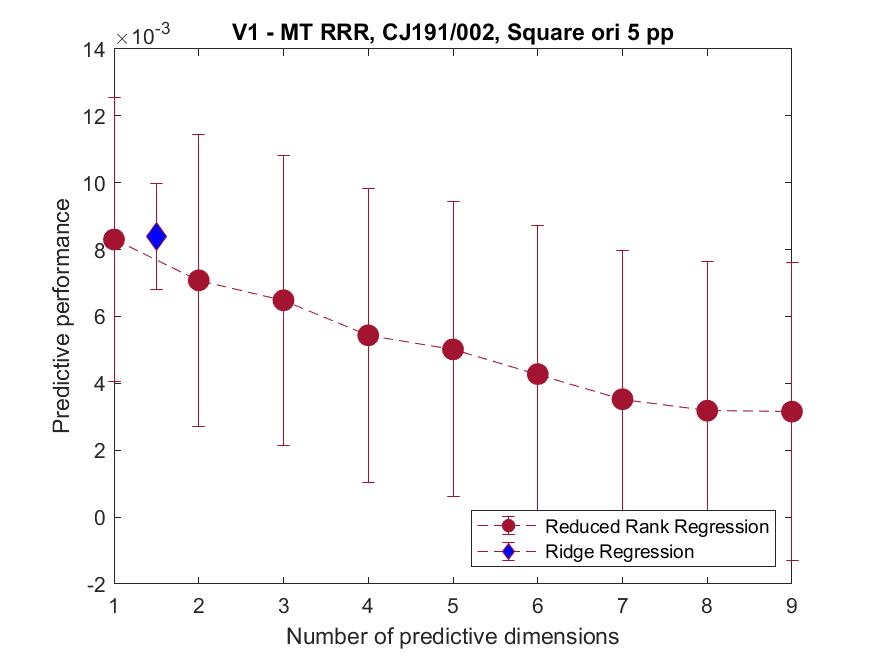 ×10-3
V1 - MT RRR, CJ191/002, Square ori 5 pp
14
12
10
8
6
4
2
0
-2
Predictive performance
1 2 3 4 5 6 7 8 9
Number of predictive dimensions
Reduced Rank Regression
Ridge Regression